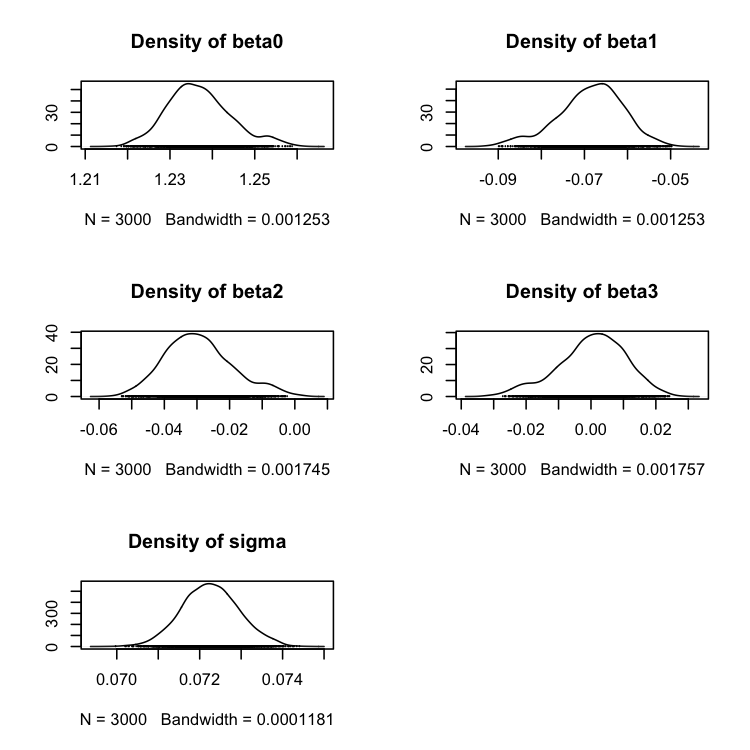 Density of beta0
30
0
1.21 1.23 1.25
N = 3000 Bandwidth = 0.001253
Density of beta1
30
0
-0.09 -0.07 -0.05
N = 3000 Bandwidth = 0.001253
Density of beta2
40
20
0
-0.06 -0.04 -0.02 0.00
N = 3000 Bandwidth = 0.001745
Density of beta3
20
0
-0.04 -0.02 0.00 0.02
N = 3000 Bandwidth = 0.001757
Density of sigma
300
0
0.070 0.072 0.074
N = 3000 Bandwidth = 0.0001181